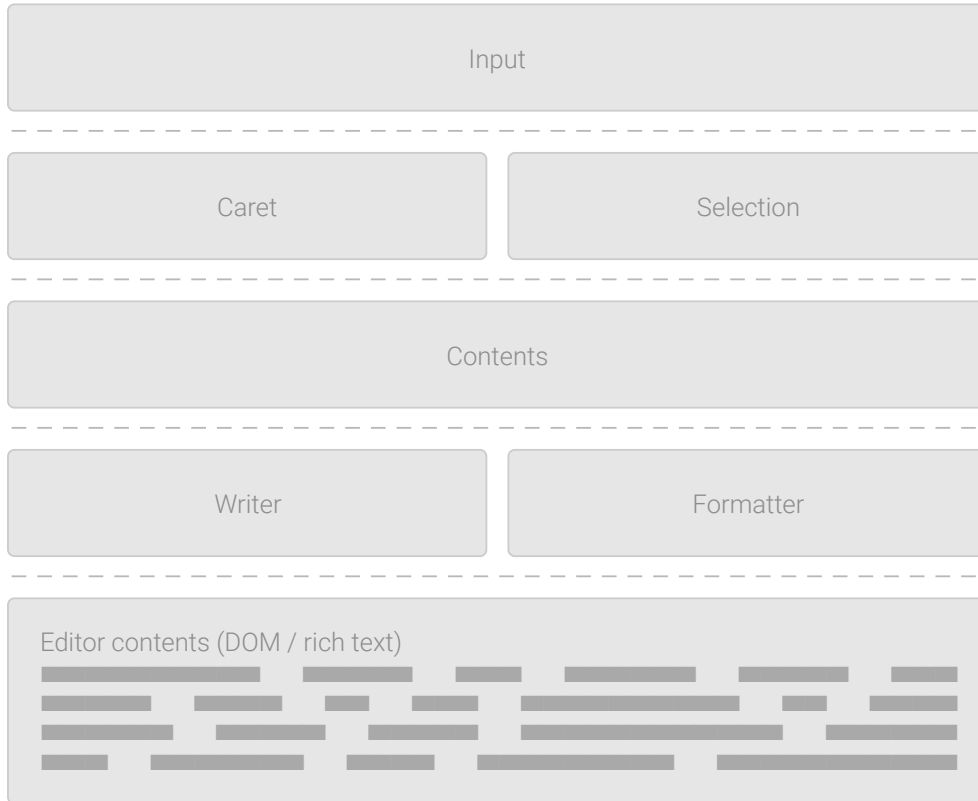 Input
Caret
Selection
Contents
Writer
Formatter
Editor contents (DOM / rich text)